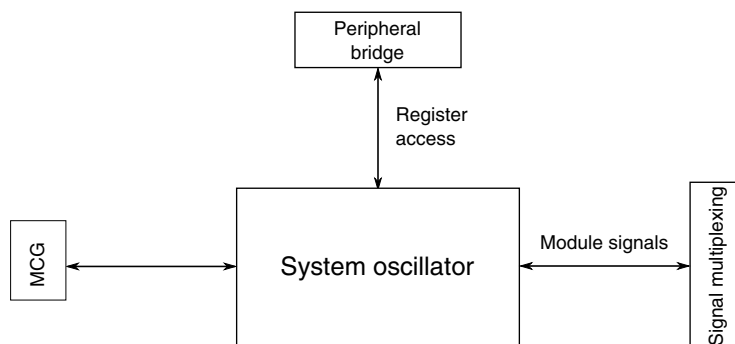 Peripheral
bridge
Register
access
MCG
System oscillator
Module signals
Signal multiplexing